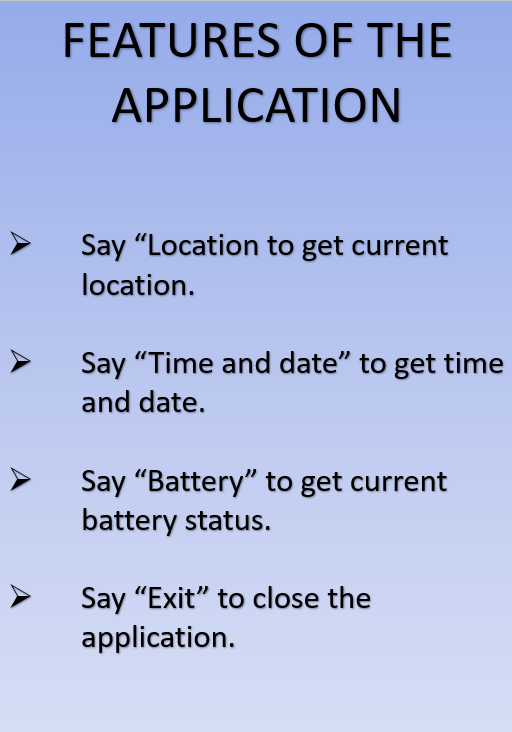 FEATURES OF THE
APPLICATION
Say “Location to get current
location.
Say “Time and date” to get time
and date.
Say “Battery” to get current
battery status.
Say “Exit” to close the
application.